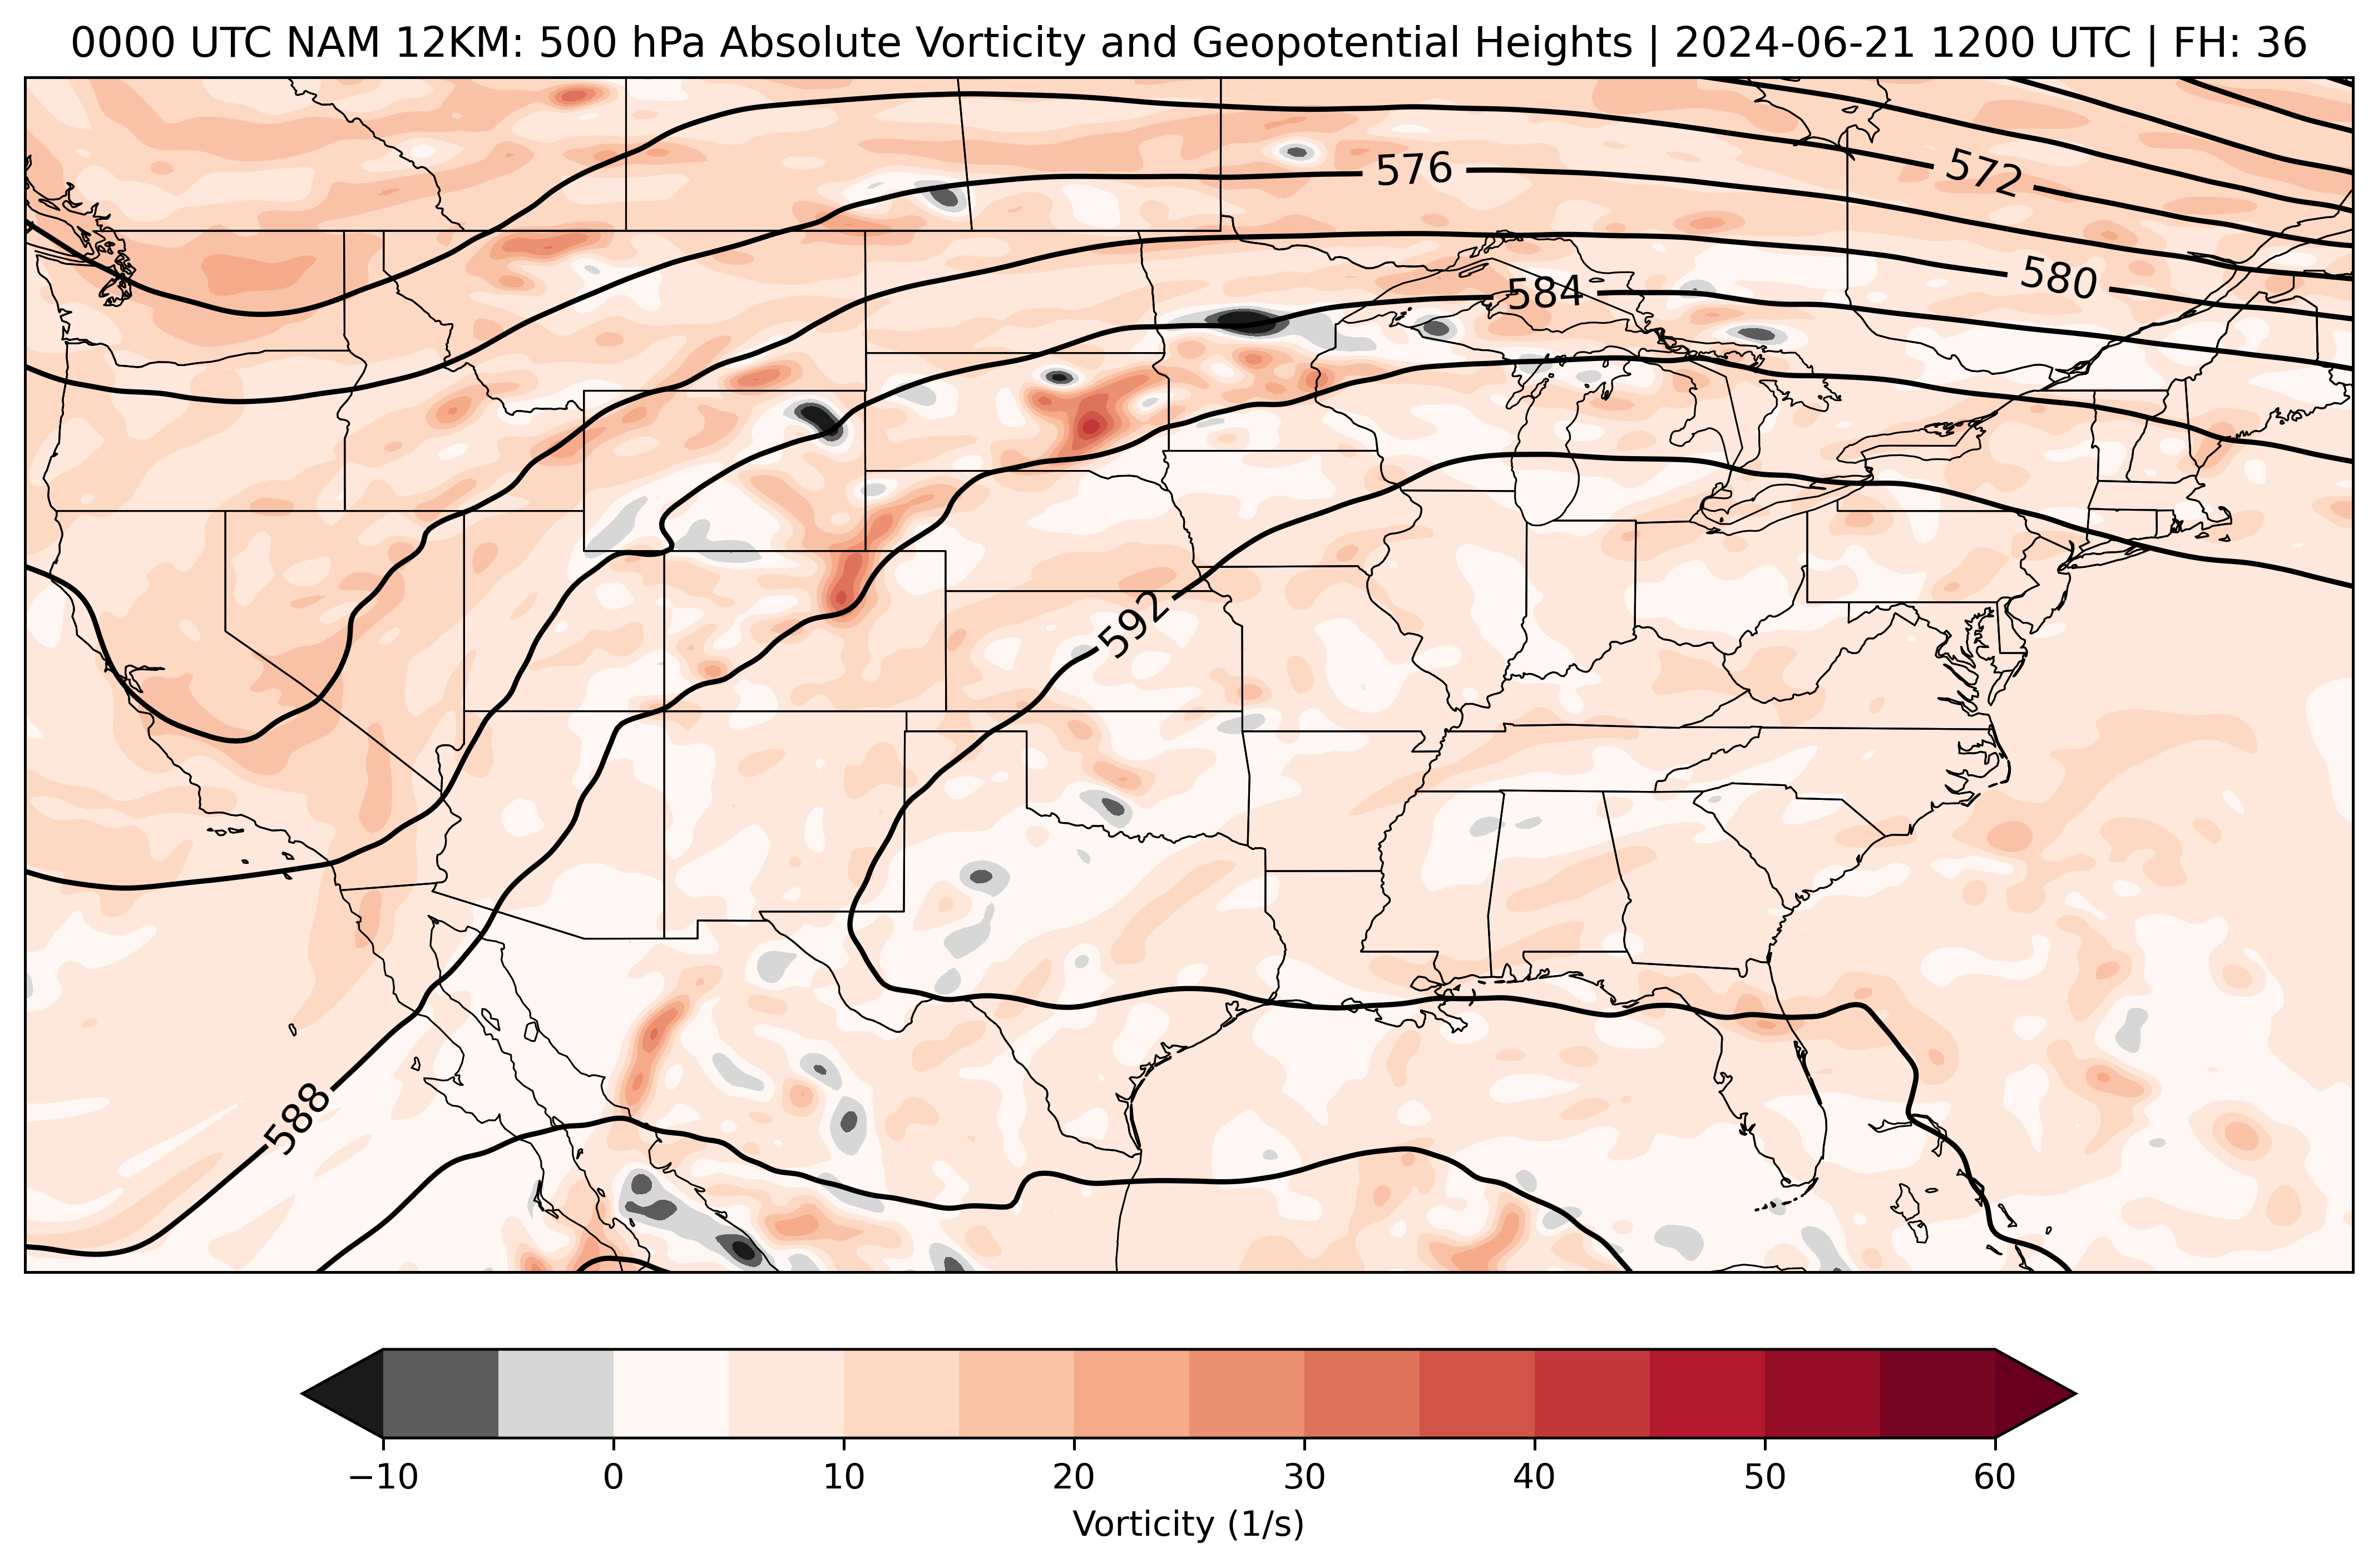 0000 UTC NAM 12KM: 500 hPa Absolute Vorticity and Geopotential Heights | 2024-06-21 1200 UTC | FH: 36
576
572
580
584
592
588
−10 0 10 20 30 40 50 60
Vorticity (1/s)